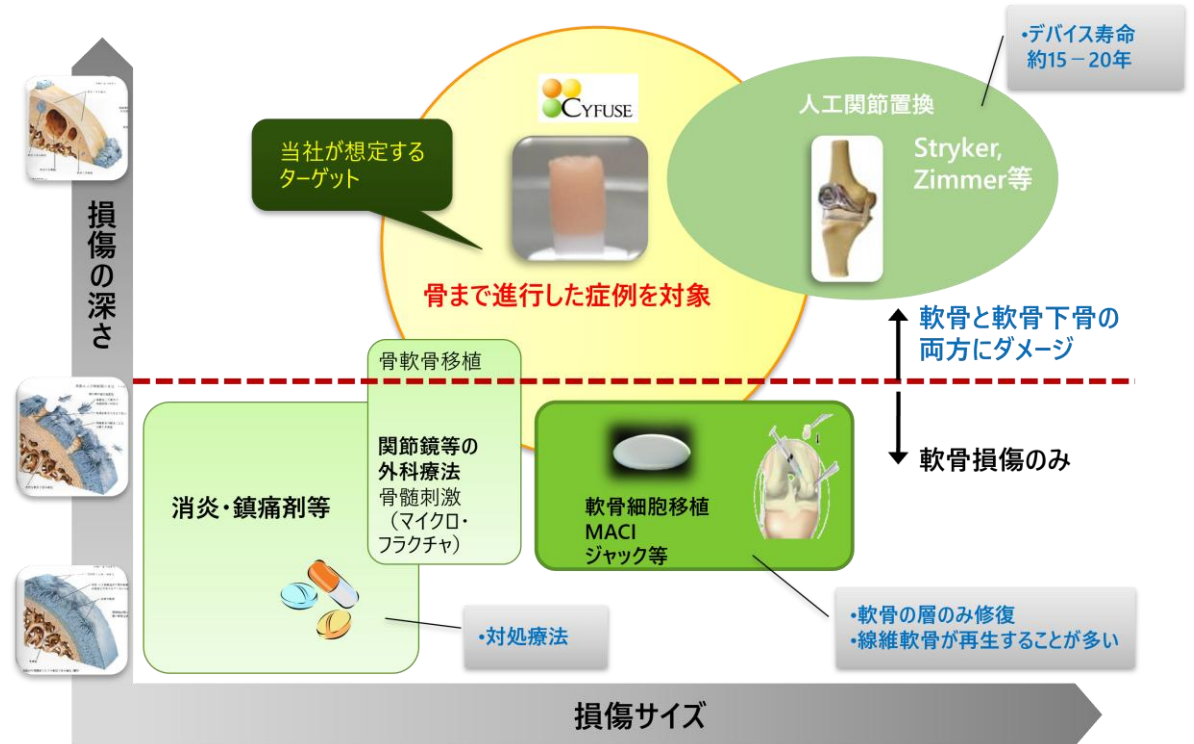 ・デバイス寿命
約15－20年
CYFUSE
人工関節置換
Stryker,
Zimmer等
当社が想定する
ターゲット
損傷の深さ
骨まで進行した症例を対象
軟骨と軟骨下骨の
両方にダメージ
骨軟骨移植
関節鏡等の
外科療法
骨髄刺激
（マイクロ・
フラクチャ）
軟骨損傷のみ
消炎・鎮痛剤等
軟骨細胞移植
MACI
ジャック等
・対処療法
・軟骨の層のみ修復
・線維軟骨が再生することが多い
損傷サイズ